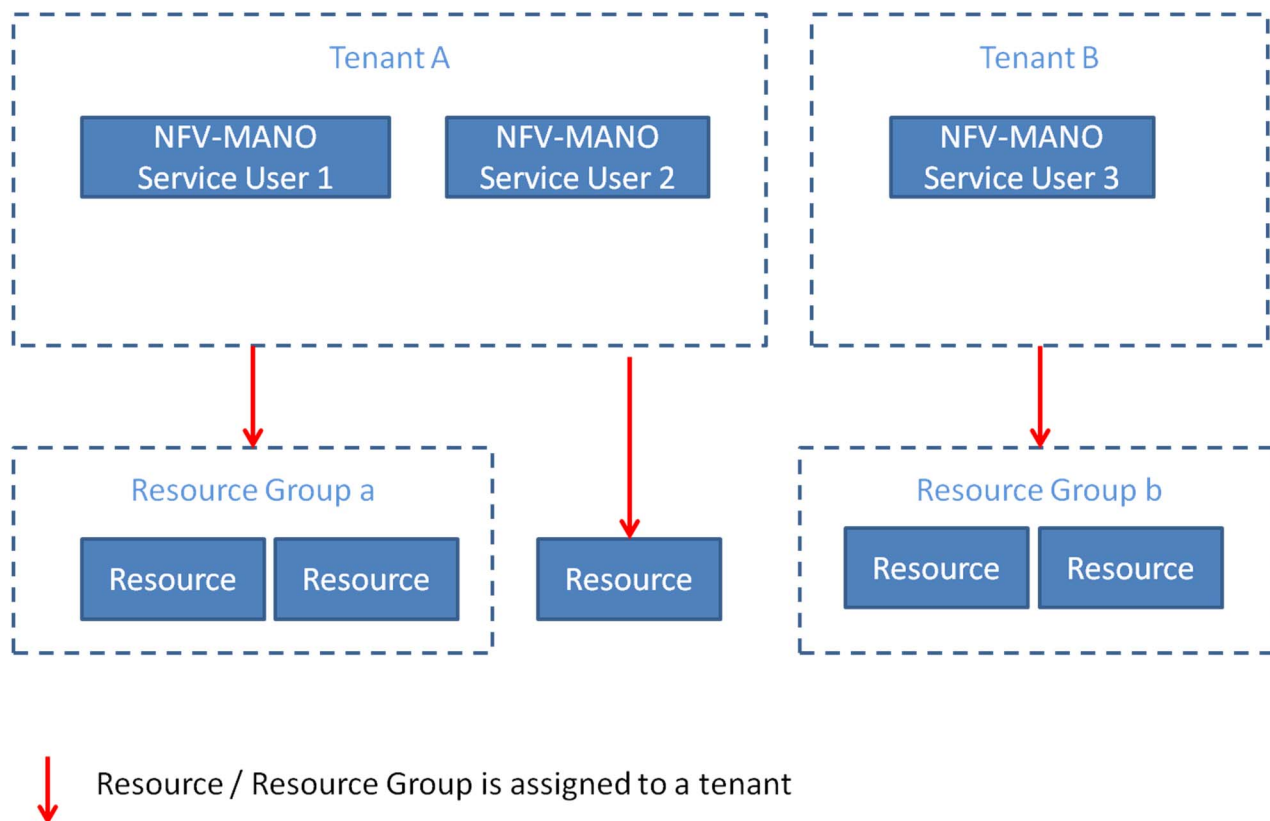 Tenant A
Tenant B
NFV-MANO
Service User 1
NFV-MANO
Service User 2
NFV-MANO
Service User 3
Resource Group a
Resource Group b
Resource
Resource
Resource
Resource
Resource
Resource / Resource Group is assigned to a tenant